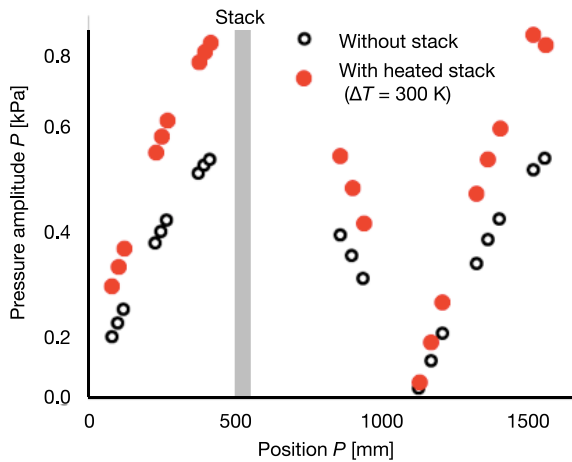 Stack
Without stack
With heated stack
(ΔT = 300 K)
Pressure amplitude P [kPa]
0.8
0.6
0.4
0.2
0.0
0
500
1000
1500
Position P [mm]